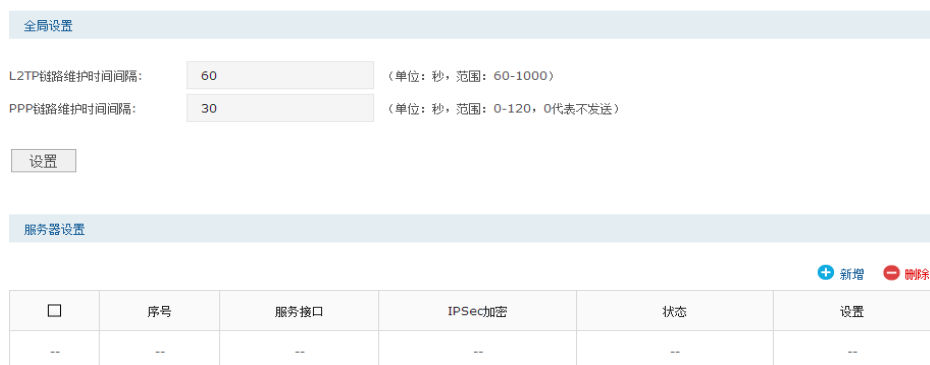 全局设置
L2TP链路维护时间间隔: 60 （单位：秒，范围：60-1000）
PPP链路维护时间间隔: 30 （单位：秒，范围：0-120，0代表不发送）
设置
服务器设置
新增 删除
序号 服务接口 IPSec加密 状态 设置
-- -- -- -- -- --